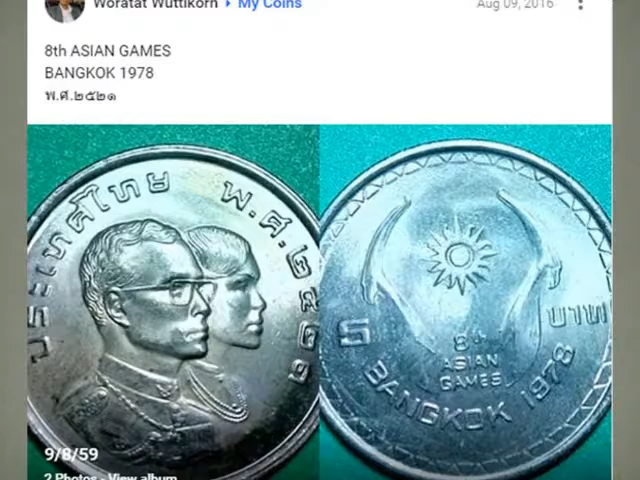 Woratat Wuttikorn ▸ My Coins
Aug 09, 2016
8th ASIAN GAMES
BANGKOK 1978
พ.ศ.๒๕๒๑
ประเทศไทย พ.ศ.๒๕๒๑
5 บาท
8th
ASIAN
GAMES
BANGKOK 1978
9/8/59
2 Photos - View album